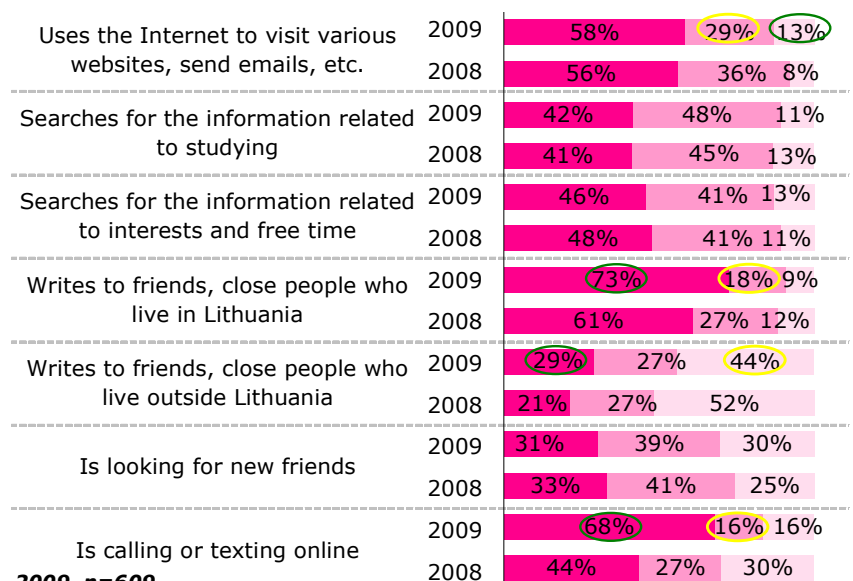 Uses the Internet to visit various
websites, send emails, etc.
2009 58% 29% 13%
2008 56% 36% 8%
Searches for the information related
to studying
2009 42% 48% 11%
2008 41% 45% 13%
Searches for the information related
to interests and free time
2009 46% 41% 13%
2008 48% 41% 11%
Writes to friends, close people who
live in Lithuania
2009 73% 18% 9%
2008 61% 27% 12%
Writes to friends, close people who
live outside Lithuania
2009 29% 27% 44%
2008 21% 27% 52%
Is looking for new friends
2009 31% 39% 30%
2008 33% 41% 25%
Is calling or texting online
2009 68% 16% 16%
2008 44% 27% 30%
2009, n=609